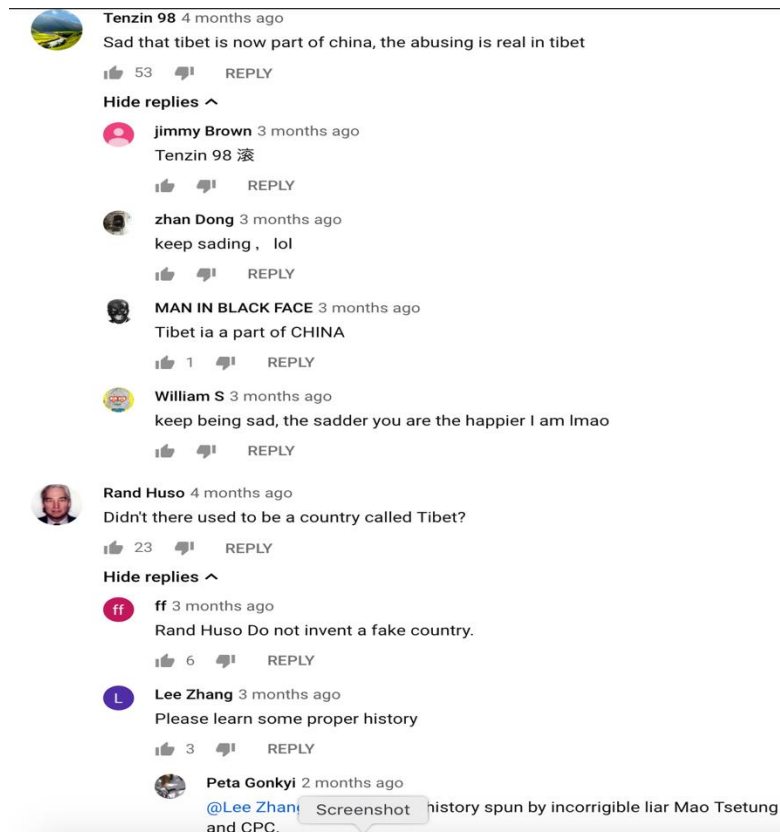 Tenzin 98 4 months ago
Sad that tibet is now part of china, the abusing is real in tibet
53 REPLY
Hide replies
jimmy Brown 3 months ago
Tenzin 98 滚
REPLY
zhan Dong 3 months ago
keep sading， lol
REPLY
MAN IN BLACK FACE 3 months ago
Tibet ia a part of CHINA
1 REPLY
William S 3 months ago
keep being sad, the sadder you are the happier I am lmao
REPLY
Rand Huso 4 months ago
Didn't there used to be a country called Tibet?
23 REPLY
Hide replies
ff
ff 3 months ago
Rand Huso Do not invent a fake country.
6 REPLY
L
Lee Zhang 3 months ago
Please learn some proper history
3 REPLY
Peta Gonkyi 2 months ago
@Lee Zhan Screenshot history spun by incorrigible liar Mao Tsetung
and CPC.